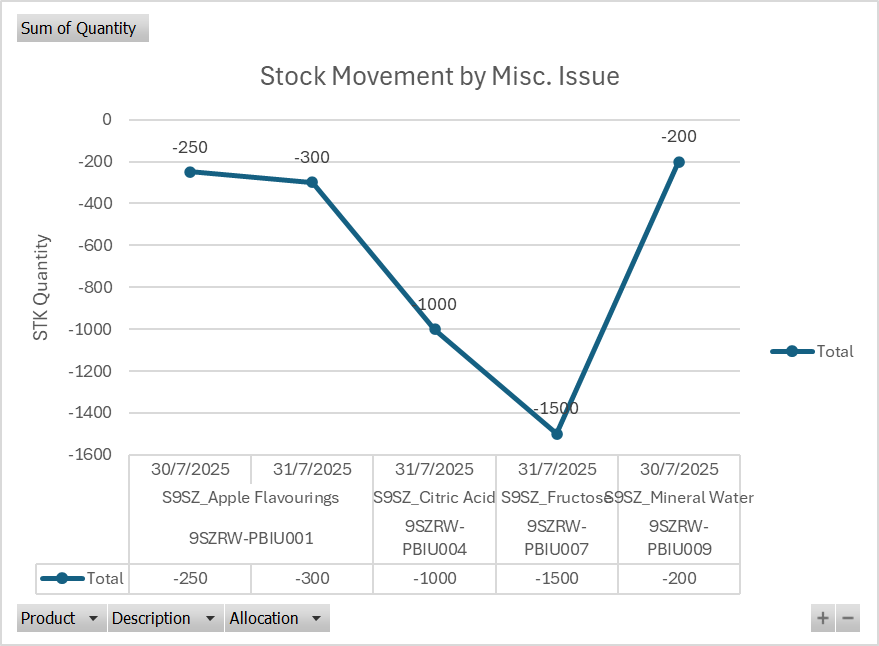 Sum of Quantity
Stock Movement by Misc. Issue
STK Quantity
0
-200
-400
-600
-800
-1000
-1200
-1400
-1600
-250
-300
1000
-1500
-200
Total
30/7/2025 31/7/2025 31/7/2025 31/7/2025 30/7/2025
S9SZ_Apple Flavourings S9SZ_Citric Acid S9SZ_Fructose S9SZ_Mineral Water
9SZRW-PBIU001
9SZRW-
PBIU004
9SZRW-
PBIU007
9SZRW-
PBIU009
Total -250 -300 -1000 -1500 -200
Product Description Allocation